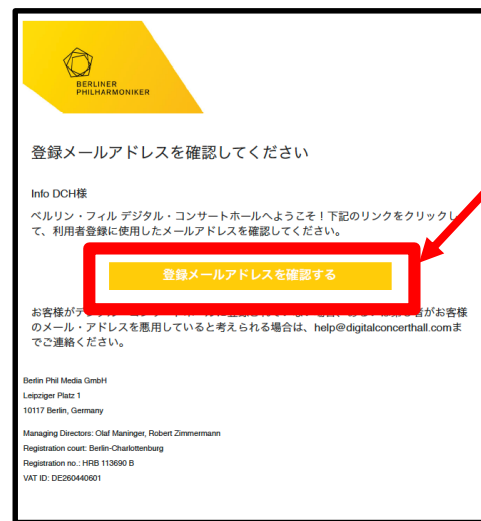 BERLINER
PHILHARMONIKER
登録メールアドレスを確認してください
Info DCH様
ベルリン・フィル デジタル・コンサートホールへようこそ！下記のリンクをクリックし
て、利用者登録に使用したメールアドレスを確認してください。
登録メールアドレスを確認する
お客様が
がお客様
のメール・アドレスを悪用していると考えられる場合は、help@digitalconcerthall.comま
でご連絡ください。
Berlin Phil Media GmbH
Leipziger Platz 1
10117 Berlin, Germany
Managing Directors: Olaf Maninger, Robert Zimmermann
Registration court: Berlin-Charlottenburg
Registration no.: HRB 113690 B
VAT ID: DE260440601